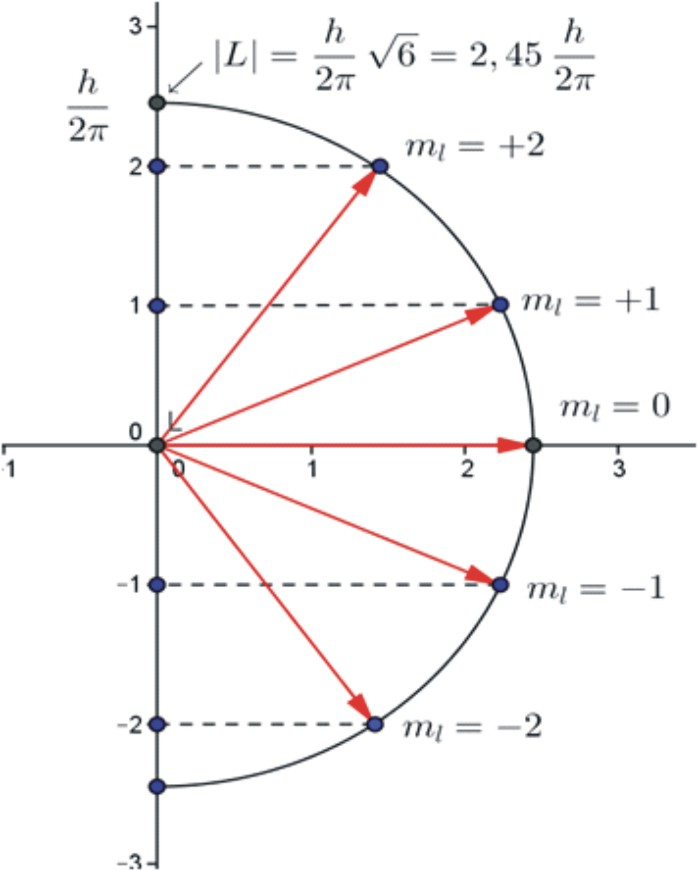 3
|L| = h/2π √6 = 2, 45 h/2π
h/2π
m_l = +2
2
1
m_l = +1
m_l = 0
0
L
-1 0 1 2 3
-1
m_l = −1
-2
m_l = −2
-3